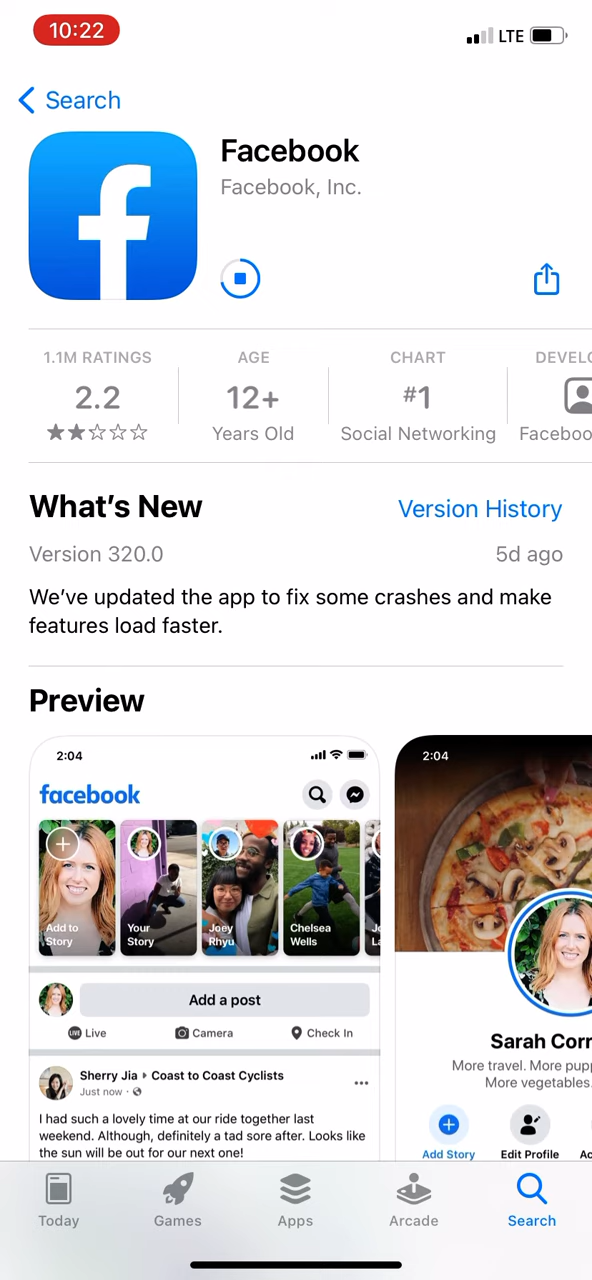 10:22
LTE
Search
Facebook
Facebook, Inc.
1.1M RATINGS
2.2
AGE
12+
Years Old
CHART
#1
Social Networking
What's New
Version History
Version 320.0
5d ago
We've updated the app to fix some crashes and make
features load faster.
Preview
2:04
facebook
Add to
Story
Your
Story
Joey
Rhyu
Chelsea
Wells
Add a post
LIVE Live
Camera
Check In
Sherry Jia
Coast to Coast Cyclists
Just now
I had such a lovely time at our ride together last
weekend. Although, definitely a tad sore after. Looks like
the sun will be out for our next one!
2:04
Sarah
More travel. More
More vegetables.
Add Story
Edit Profile
Today
Games
Apps
Arcade
Search